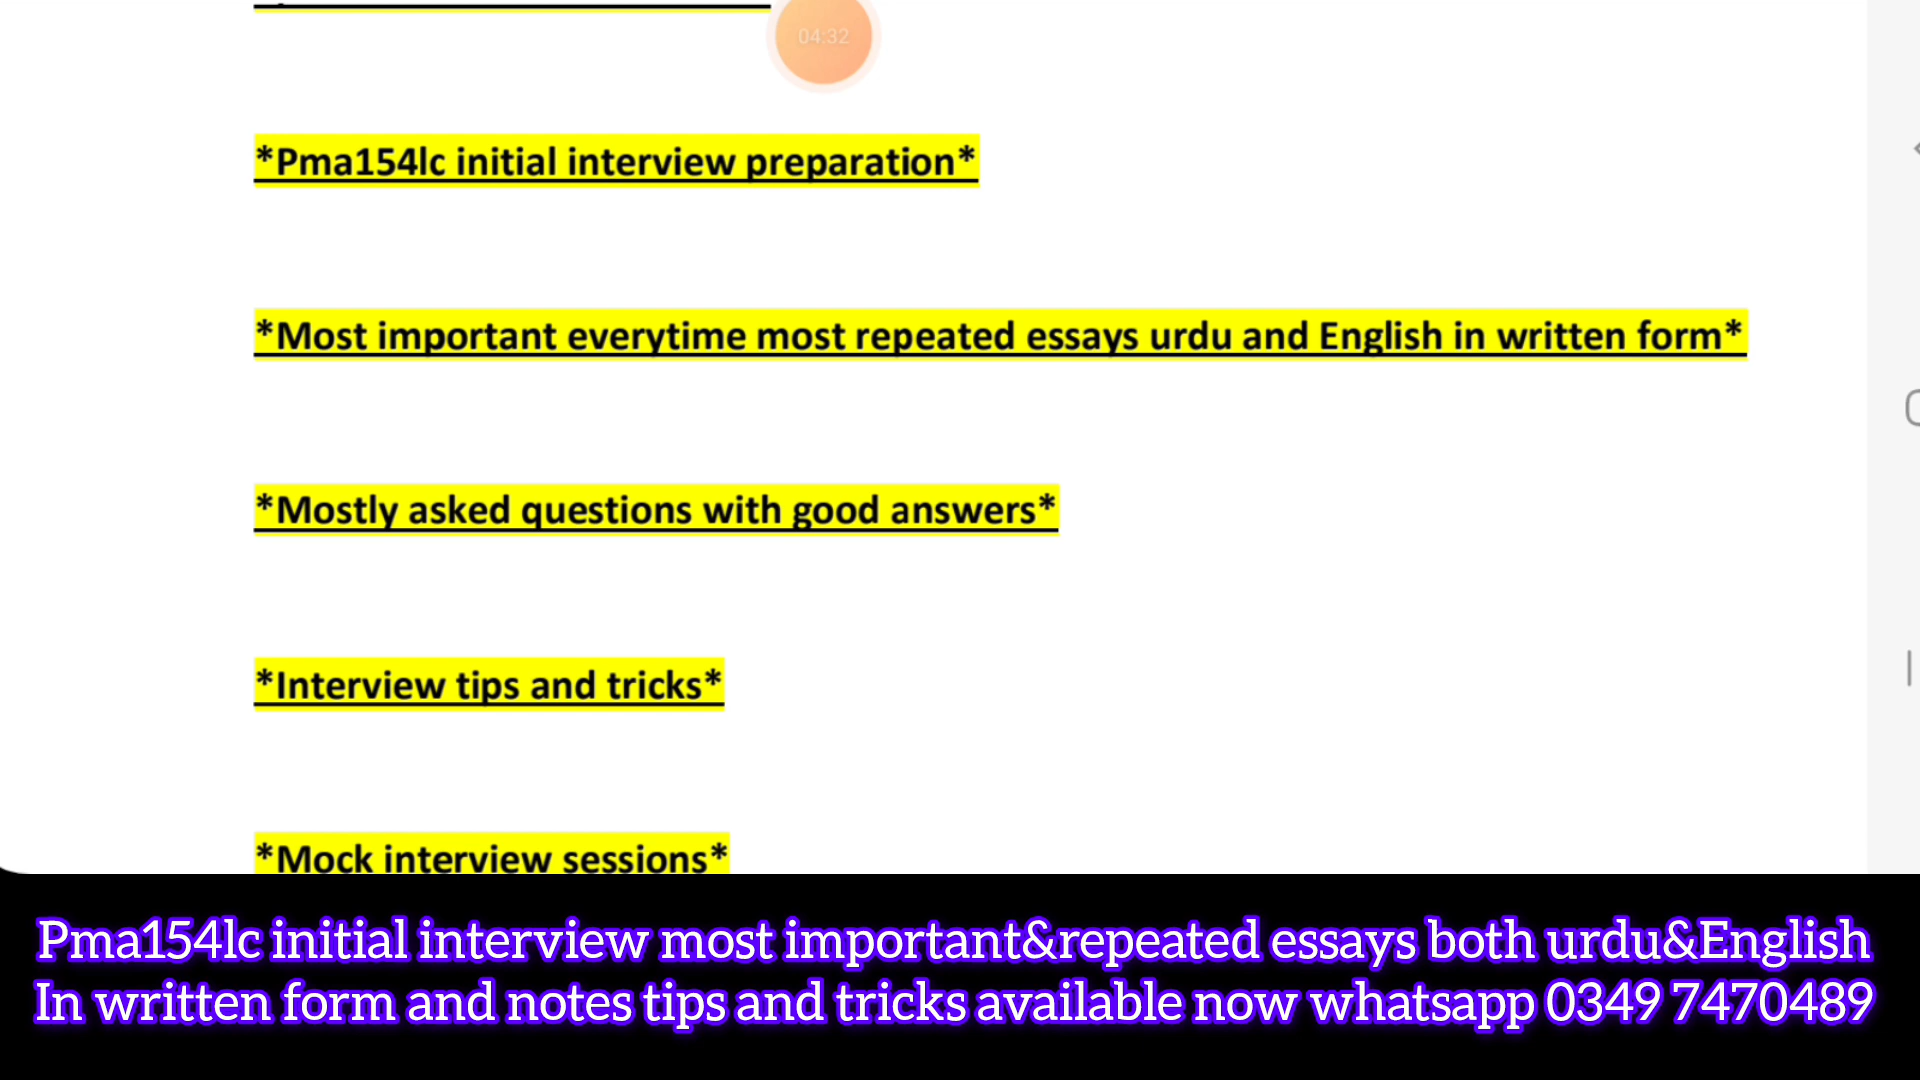 04:32
*Pma154lc initial interview preparation*
*Most important everytime most repeated essays urdu and English in written form*
*Mostly asked questions with good answers*
*Interview tips and tricks*
*Mock interview sessions*
Pma154lc initial interview most important&repeated essays both urdu&English
In written form and notes tips and tricks available now whatsapp 0349 7470489